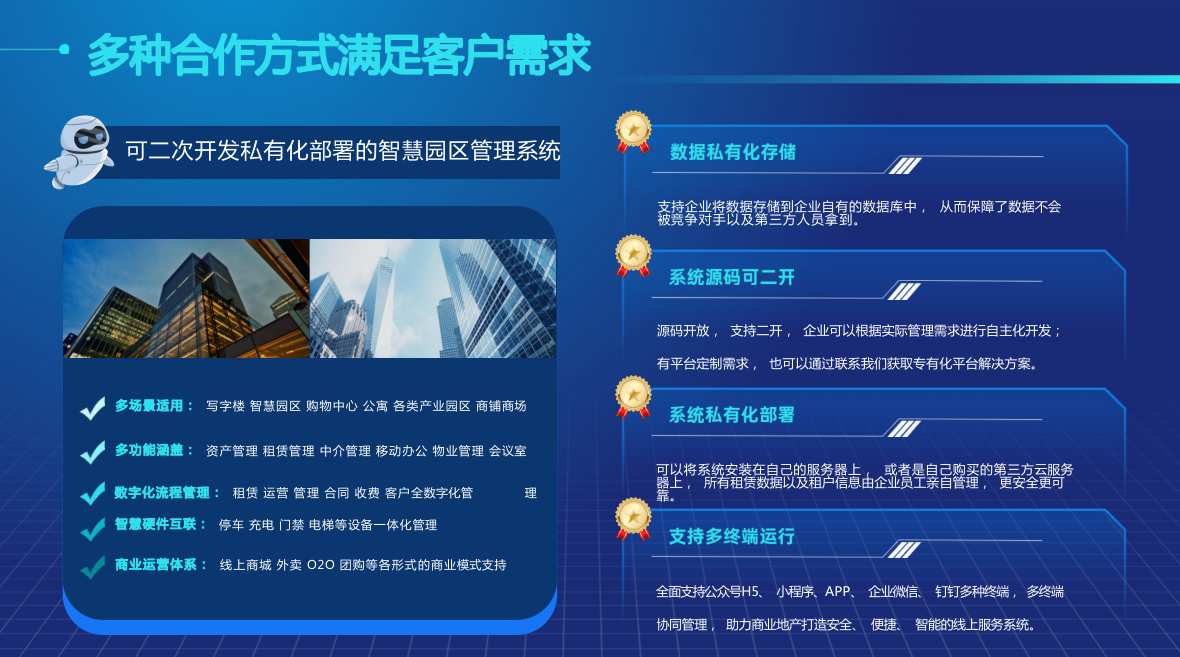 多种合作方式满足客户需求
可二次开发私有化部署的智慧园区管理系统
多场景适用： 写字楼 智慧园区 购物中心 公寓 各类产业园区 商铺商场
多功能涵盖： 资产管理 租赁管理 中介管理 移动办公 物业管理 会议室
数字化流程管理： 租赁 运营 管理 合同 收费 客户全数字化管 理
智慧硬件互联： 停车 充电 门禁 电梯等设备一体化管理
商业运营体系： 线上商城 外卖 O2O 团购等各形式的商业模式支持
数据私有化存储
支持企业将数据存储到企业自有的数据库中， 从而保障了数据不会
被竞争对手以及第三方人员拿到。
系统源码可二开
源码开放， 支持二开， 企业可以根据实际管理需求进行自主化开发；
有平台定制需求， 也可以通过联系我们获取专有化平台解决方案。
系统私有化部署
可以将系统安装在自己的服务器上， 或者是自己购买的第三方云服务
器上， 所有租赁数据以及租户信息由企业员工亲自管理， 更安全更可
靠。
支持多终端运行
全面支持公众号H5、 小程序、APP、 企业微信、 钉钉多种终端， 多终端
协同管理， 助力商业地产打造安全、 便捷、 智能的线上服务系统。